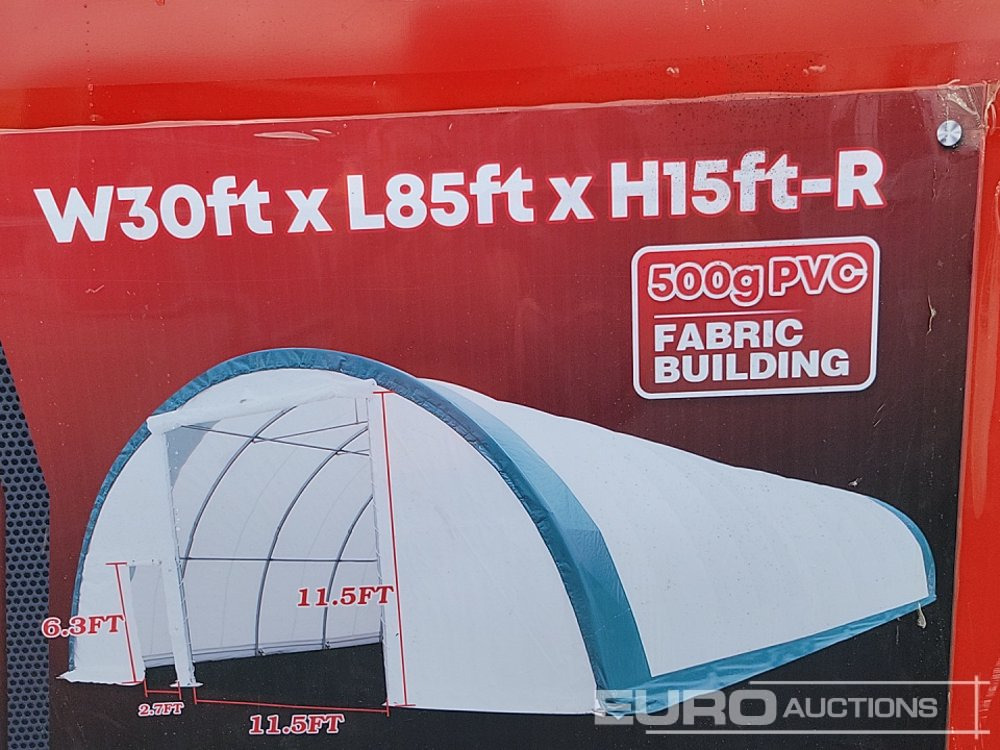 W30ft x L85ft x H15ft-R
500g PVC
FABRIC
BUILDING
11.5FT
6.3FT
2.7FT
11.5FT
EURO AUCTIONS